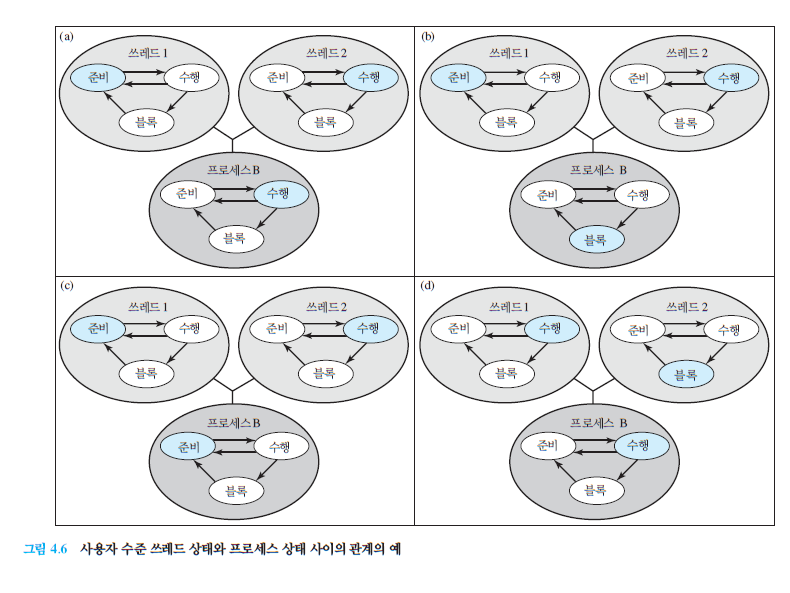 (a)
쓰레드 1
준비
수행
블록
쓰레드 2
준비
수행
블록
프로세스 B
준비
수행
블록
(b)
쓰레드 1
준비
수행
블록
쓰레드 2
준비
수행
블록
프로세스 B
준비
수행
블록
(c)
쓰레드 1
준비
수행
블록
쓰레드 2
준비
수행
블록
프로세스 B
준비
수행
블록
(d)
쓰레드 1
준비
수행
블록
쓰레드 2
준비
수행
블록
프로세스 B
준비
수행
블록
그림 4.6 사용자 수준 쓰레드 상태와 프로세스 상태 사이의 관계의 예